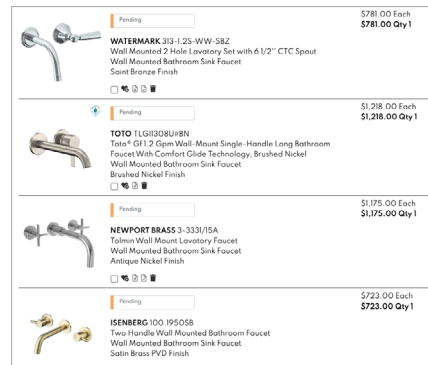 Pending
$781.00 Each
$781.00 Qty 1
WATERMARK 313-1.2S-WW-SBZ
Wall Mounted 2 Hole Lavatory Set with 6 1/2'' CTC Spout
Wall Mounted Bathroom Sink Faucet
Saint Bronze Finish
Pending
$1,218.00 Each
$1,218.00 Qty 1
TOTO TLG11308U#BN
Toto® Gf 1.2 Gpm Wall-Mount Single-Handle Long Bathroom
Faucet With Comfort Glide Technology, Brushed Nickel
Wall Mounted Bathroom Sink Faucet
Brushed Nickel Finish
Pending
$1,175.00 Each
$1,175.00 Qty 1
NEWPORT BRASS 3-3331/15A
Tolmin Wall Mount Lavatory Faucet
Wall Mounted Bathroom Sink Faucet
Antique Nickel Finish
Pending
$723.00 Each
$723.00 Qty 1
ISENBERG 100.1950SB
Two Handle Wall Mounted Bathroom Faucet
Wall Mounted Bathroom Sink Faucet
Satin Brass PVD Finish